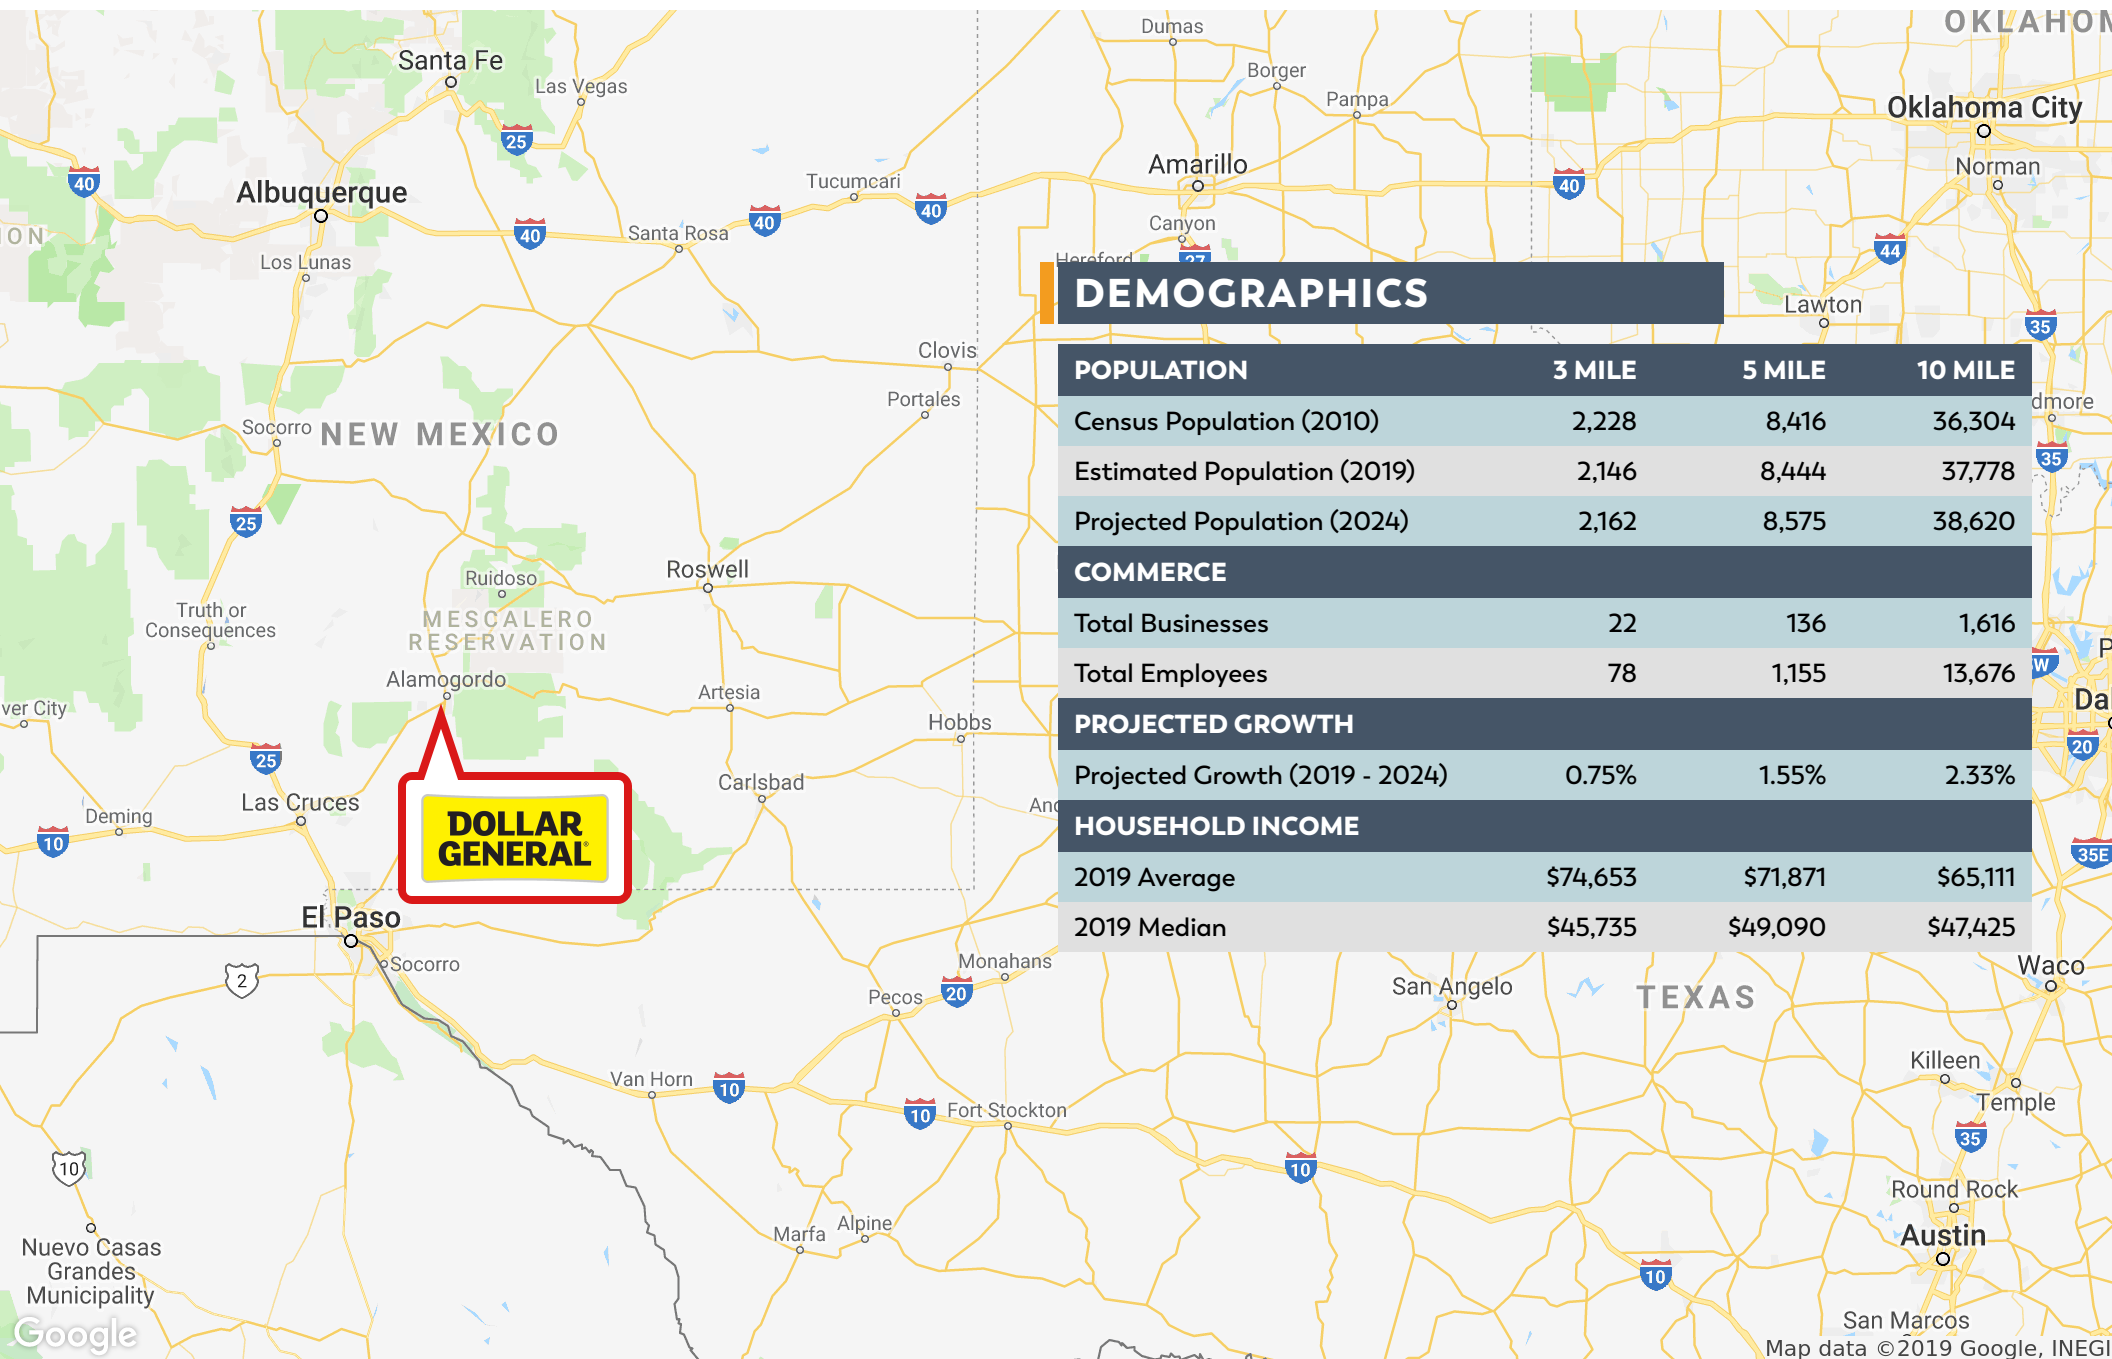 OKLAHOM
Dumas
Santa Fe
Las Vegas
Borger
Pampa
Oklahoma City
25
Amarillo
Norman
40
Tucumcari
40
Albuquerque
40
40
Canyon
ION
40
Santa Rosa
44
Los Lunas
Hereford
27
DEMOGRAPHICS
Lawton
35
Clovis
POPULATION 3 MILE 5 MILE 10 MILE
Portales
dmore
Census Population (2010) 2,228 8,416 36,304
Socorro
NEW MEXICO
35
Estimated Population (2019) 2,146 8,444 37,778
25
Projected Population (2024) 2,162 8,575 38,620
Roswell
Ruidoso
COMMERCE
Truth or
Consequences
MESCALERO
RESERVATION
Total Businesses 22 136 1,616
W
P
Alamogordo
Artesia
Total Employees 78 1,155 13,676
ver City
Hobbs
Da
PROJECTED GROWTH
20
25
Carlsbad
Projected Growth (2019 - 2024) 0.75% 1.55% 2.33%
Las Cruces
Deming
And
10
DOLLAR
GENERAL
HOUSEHOLD INCOME
35E
2019 Average $74,653 $71,871 $65,111
El Paso
2019 Median $45,735 $49,090 $47,425
Socorro
Monahans
Waco
2
Pecos
20
San Angelo
TEXAS
Killeen
Van Horn
10
10
Fort Stockton
Temple
35
10
10
Round Rock
Marfa
Alpine
Austin
Nuevo Casas
Grandes
Municipality
10
San Marcos
Google
Map data ©2019 Google, INEGI